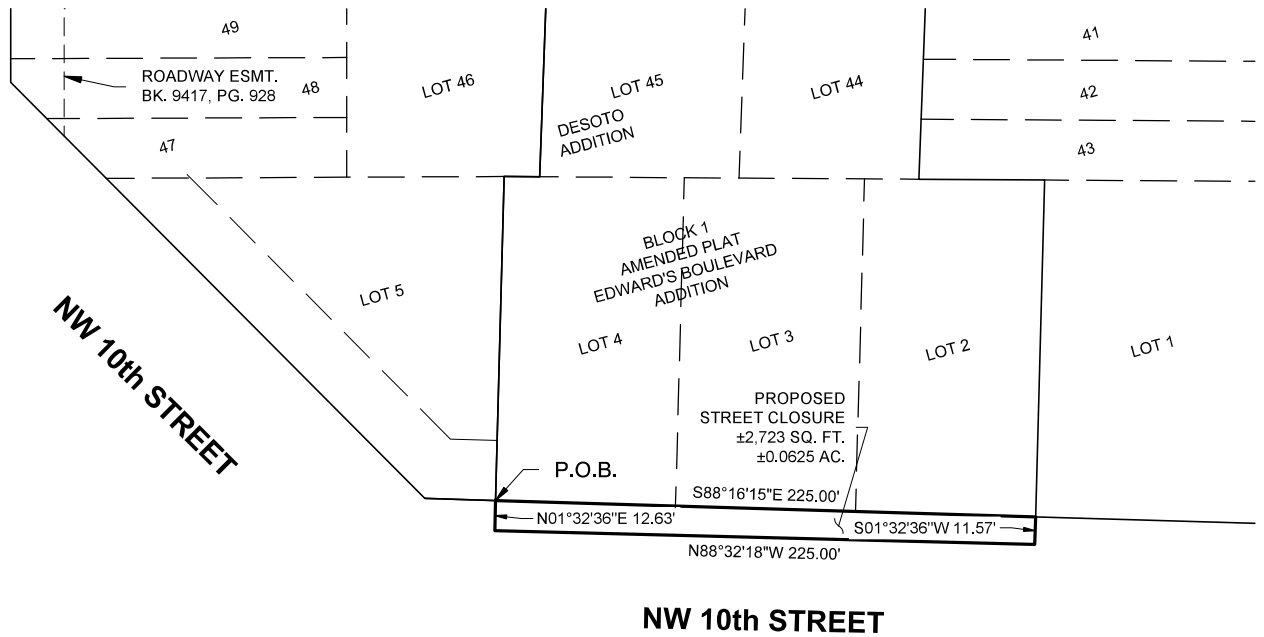 49
41
ROADWAY ESMT.
BK. 9417, PG. 928
48
LOT 46
LOT 45
LOT 44
42
47
DESOTO
ADDITION
43
BLOCK 1
AMENDED PLAT
EDWARD'S BOULEVARD
ADDITION
LOT 5
LOT 4
LOT 3
LOT 2
LOT 1
NW 10th STREET
PROPOSED
STREET CLOSURE
±2,723 SQ. FT.
±0.0625 AC.
P.O.B.
S88°16'15"E 225.00'
N01°32'36"E 12.63'
S01°32'36"W 11.57'
N88°32'18"W 225.00'
NW 10th STREET